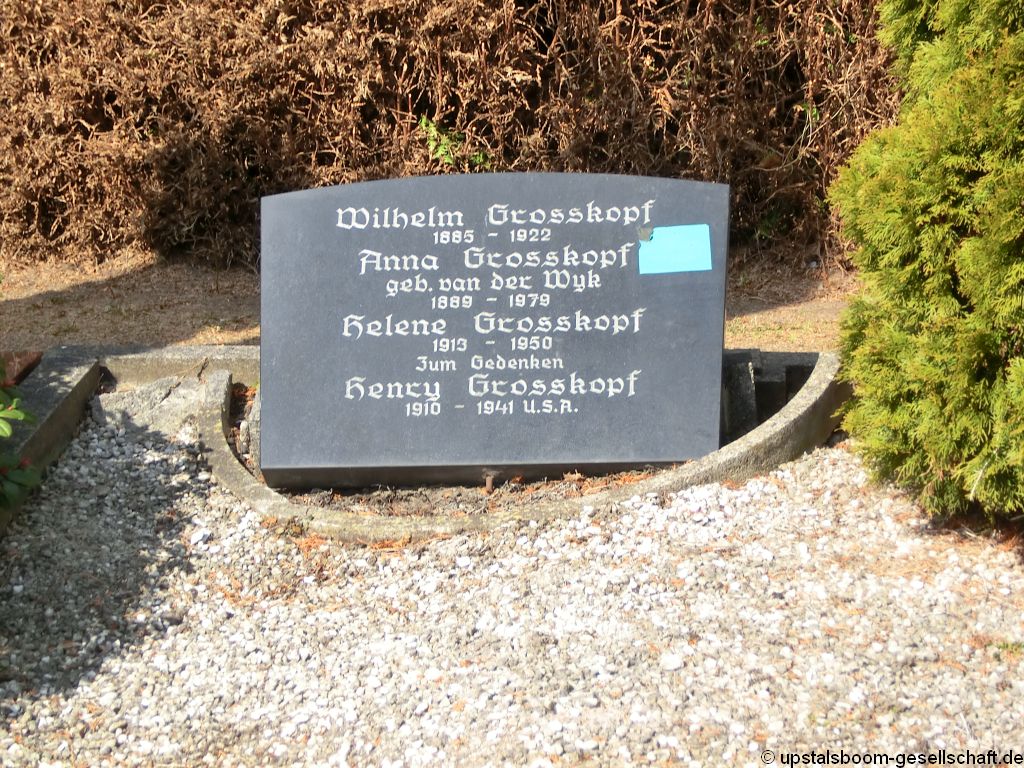 Wilhelm Grosskopf
1885 - 1922
Anna Grosskopf
geb. van der Wyk
1889 - 1979
Helene Grosskopf
1913 - 1950
Zum Gedenken
Henry Grosskopf
1910 - 1941 U.S.A.
© upstalsboom-gesellschaft.de